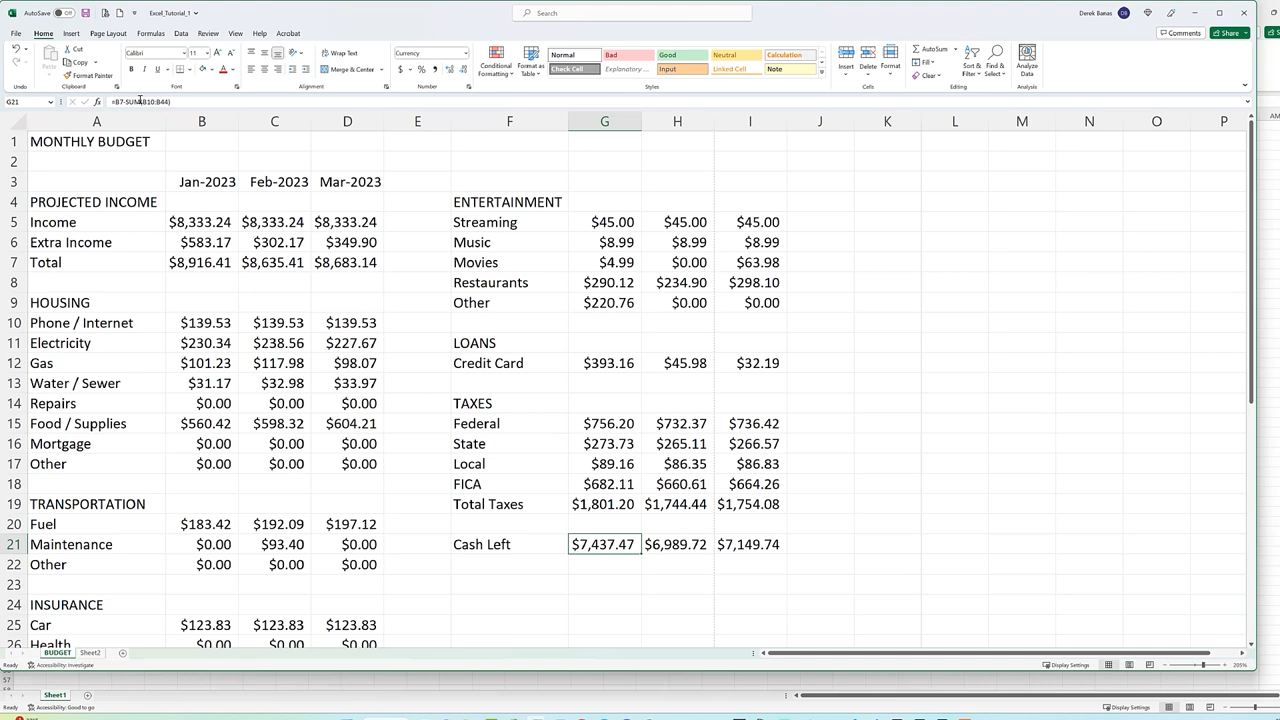 AutoSave Off Excel_Tutorial_1 Search Derek Banas DB
File Home Insert Page Layout Formulas Data Review View Help Acrobat Comments Share
Cut Calibri 11 Wrap Text Currency Normal Bad Good Neutral Calculation AutoSum
Paste Copy Conditional Formatting Format as Table Insert Delete Format Fill Sort & Filter Find & Select Analyze Data
Format Painter B U A Merge & Center $ % Check Cell Explanatory ... Input Linked Cell Note Clear
Undo Clipboard Font Alignment Number Styles Cells Editing Analysis
G21 fx =B7-SUM(B10:B44)
A B C D E F G H I J K L M N O P
1 MONTHLY BUDGET
2
3 Jan-2023 Feb-2023 Mar-2023
4 PROJECTED INCOME ENTERTAINMENT
5 Income $8,333.24 $8,333.24 $8,333.24 Streaming $45.00 $45.00 $45.00
6 Extra Income $583.17 $302.17 $349.90 Music $8.99 $8.99 $8.99
7 Total $8,916.41 $8,635.41 $8,683.14 Movies $4.99 $0.00 $63.98
8 Restaurants $290.12 $234.90 $298.10
9 HOUSING Other $220.76 $0.00 $0.00
10 Phone / Internet $139.53 $139.53 $139.53
11 Electricity $230.34 $238.56 $227.67 LOANS
12 Gas $101.23 $117.98 $98.07 Credit Card $393.16 $45.98 $32.19
13 Water / Sewer $31.17 $32.98 $33.97
14 Repairs $0.00 $0.00 $0.00 TAXES
15 Food / Supplies $560.42 $598.32 $604.21 Federal $756.20 $732.37 $736.42
16 Mortgage $0.00 $0.00 $0.00 State $273.73 $265.11 $266.57
17 Other $0.00 $0.00 $0.00 Local $89.16 $86.35 $86.83
18 FICA $682.11 $660.61 $664.26
19 TRANSPORTATION Total Taxes $1,801.20 $1,744.44 $1,754.08
20 Fuel $183.42 $192.09 $197.12
21 Maintenance $0.00 $93.40 $0.00 Cash Left $7,437.47 $6,989.72 $7,149.74
22 Other $0.00 $0.00 $0.00
23
24 INSURANCE
25 Car $123.83 $123.83 $123.83
26 Health $0.00 $0.00 $0.00
BUDGET Sheet2
Ready Accessibility: Investigate Display Settings 205%
57
Sheet1
Ready Accessibility: Good to go Display Settings